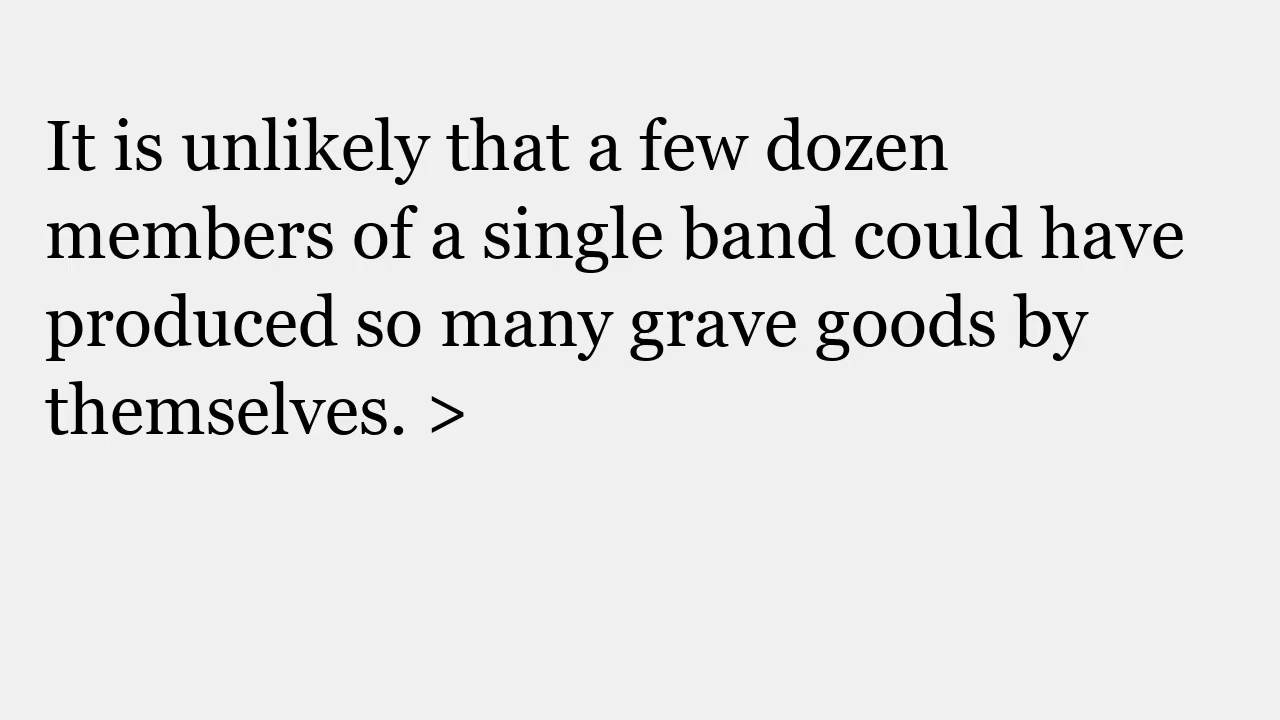 It is unlikely that a few dozen
members of a single band could have
produced so many grave goods by
themselves. >